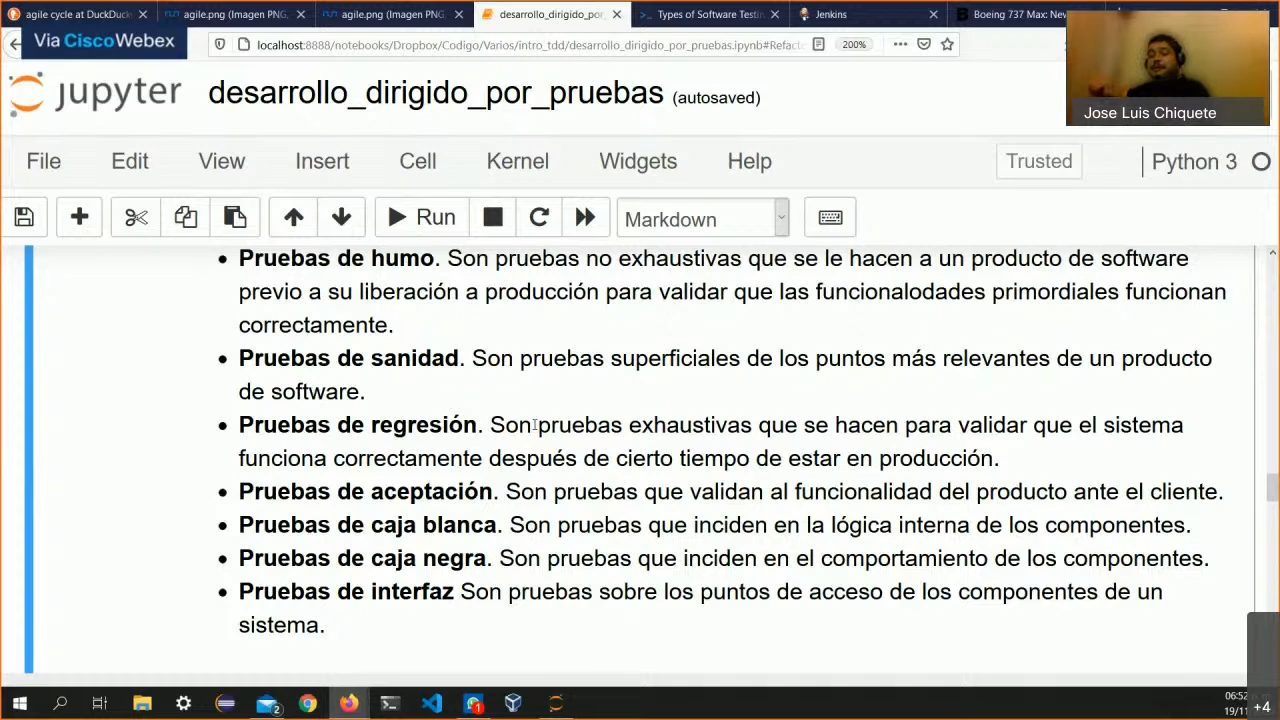 agile cycle at DuckDuc
agile.png (Imagen PNG,
agile.png (Imagen PNG,
desarrollo_dirigido_por_
Types of Software Testin
Jenkins
Boeing 737 Max: Nev
Via CiscoWebex
localhost:8888/notebooks/Dropbox/Codigo/Varios/intro_tdd/desarrollo_dirigido_por_pruebas.ipynb#Refacto
200%
jupyter desarrollo_dirigido_por_pruebas (autosaved)
Jose Luis Chiquete
File Edit View Insert Cell Kernel Widgets Help Trusted Python 3
Run Markdown
Pruebas de humo. Son pruebas no exhaustivas que se le hacen a un producto de software
previo a su liberación a producción para validar que las funcionalodades primordiales funcionan
correctamente.
Pruebas de sanidad. Son pruebas superficiales de los puntos más relevantes de un producto
de software.
Pruebas de regresión. Son pruebas exhaustivas que se hacen para validar que el sistema
funciona correctamente después de cierto tiempo de estar en producción.
Pruebas de aceptación. Son pruebas que validan al funcionalidad del producto ante el cliente.
Pruebas de caja blanca. Son pruebas que inciden en la lógica interna de los componentes.
Pruebas de caja negra. Son pruebas que inciden en el comportamiento de los componentes.
Pruebas de interfaz Son pruebas sobre los puntos de acceso de los componentes de un
sistema.
2
1
06:52
19/11
+4